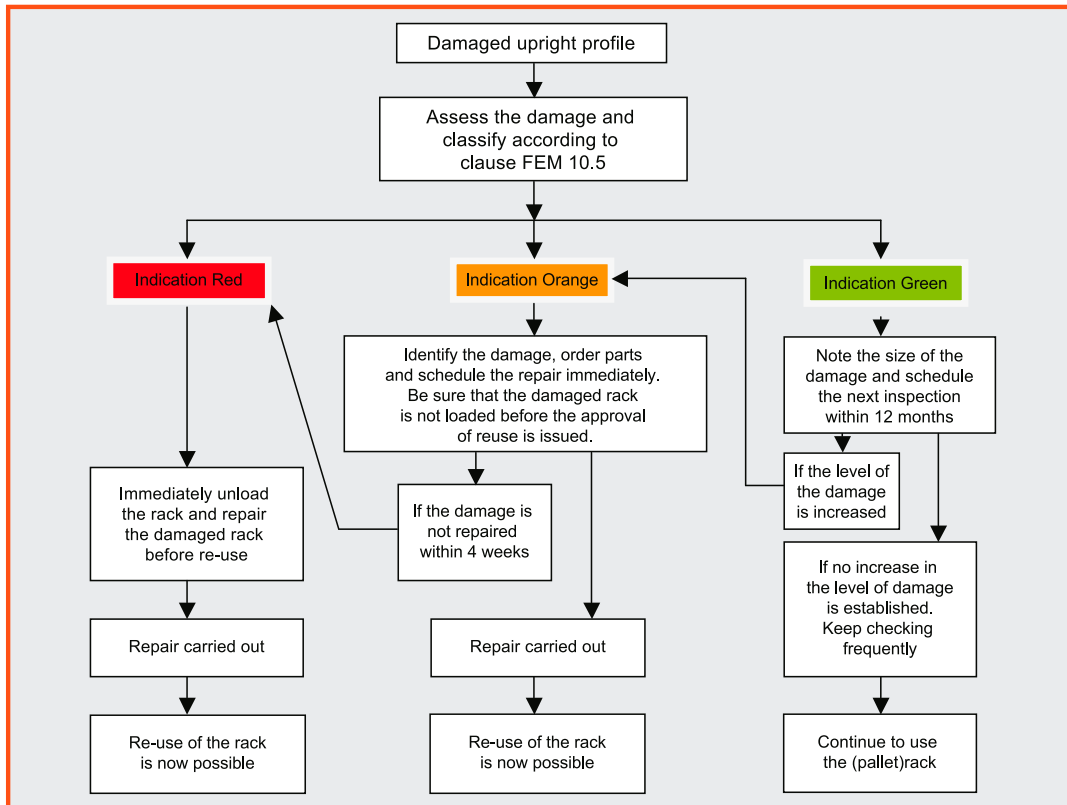 Damaged upright profile
Assess the damage and
classify according to
clause FEM 10.5
Indication Red
Indication Orange
Indication Green
Identify the damage, order parts
and schedule the repair immediately.
Be sure that the damaged rack
is not loaded before the approval
of reuse is issued.
Note the size of the
damage and schedule
the next inspection
within 12 months
If the level of
the damage
is increased
Immediately unload
the rack and repair
the damaged rack
before re-use
If the damage is
not repaired
within 4 weeks
If no increase in
the level of damage
is established.
Keep checking
frequently
Repair carried out
Repair carried out
Re-use of the rack
is now possible
Re-use of the rack
is now possible
Continue to use
the (pallet)rack